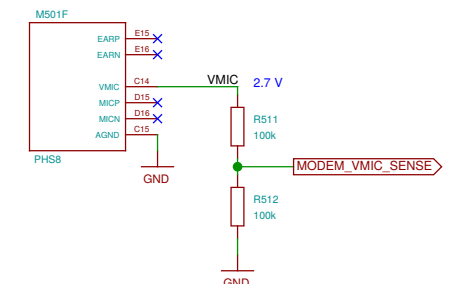 M501F
EARP E15
EARN E16
VMIC C14 VMIC 2.7 V
MICP D15
MICN D16
AGND C15
R511
100k
PHS8
GND
MODEM_VMIC_SENSE
R512
100k
GND